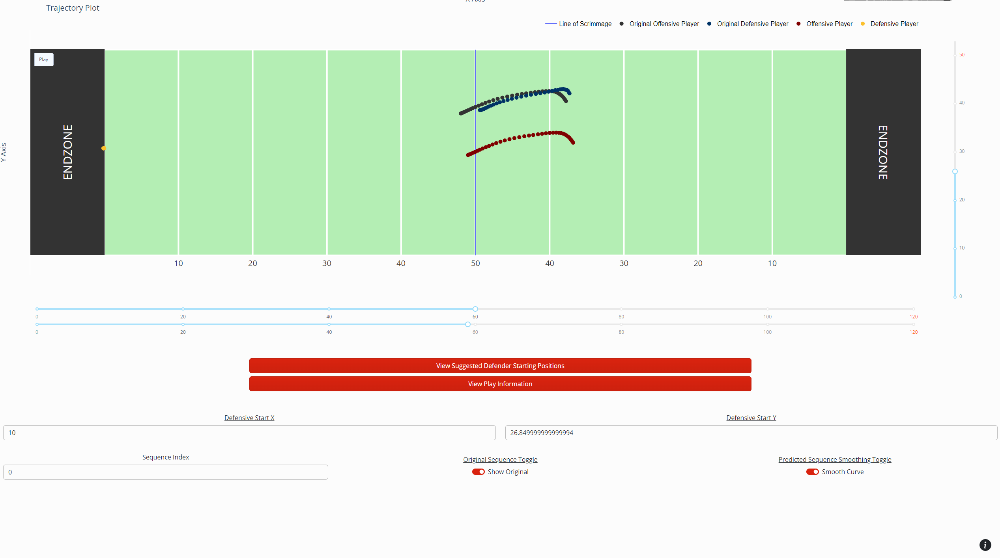 X Axis
Trajectory Plot
Line of Scrimmage Original Offensive Player Original Defensive Player Offensive Player Defensive Player
Play
ENDZONE
ENDZONE
Y Axis
10 20 30 40 50 40 30 20 10
50
40
30
20
10
0
0 20 40 60 80 100 120
0 20 40 60 80 100 120
View Suggested Defender Starting Positions
View Play Information
Defensive Start X
10
Defensive Start Y
26.849999999999994
Sequence Index
0
Original Sequence Toggle
Show Original
Predicted Sequence Smoothing Toggle
Smooth Curve
i